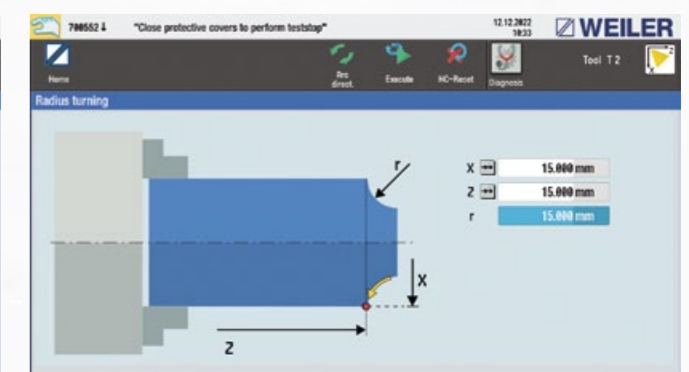 700552 ↓ "Close protective covers to perform teststop" 12.12.2022 10:33 WEILER
Home Arc direct. Execute NC-Reset Diagnosis Tool T 2 X Z
Radius turning
r
X 15.000 mm
Z 15.000 mm
r 15.000 mm
X
Z